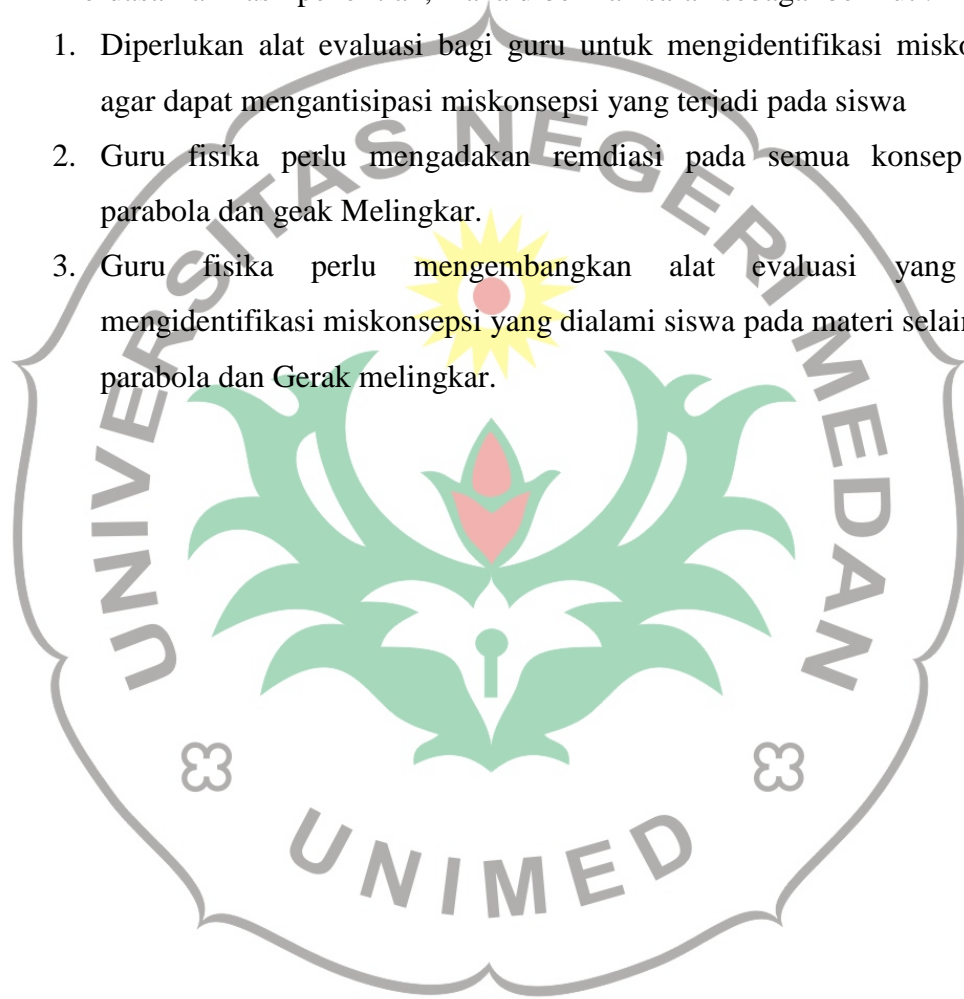 1. Diperlukan alat evaluasi bagi guru untuk mengidentifikasi
agar dapat mengantisipasi miskonsepsi yang terjadi pada siswa
2. Guru fisika perlu mengadakan remdiasi pada semua konsep
parabola dan geak Melingkar.
3. Guru fisika perlu mengembangkan alat evaluasi yang
mengidentifikasi miskonsepsi yang dialami siswa pada materi
parabola dan Gerak melingkar.
UNIVERSITAS NEGERI MEDAN
UNIMED